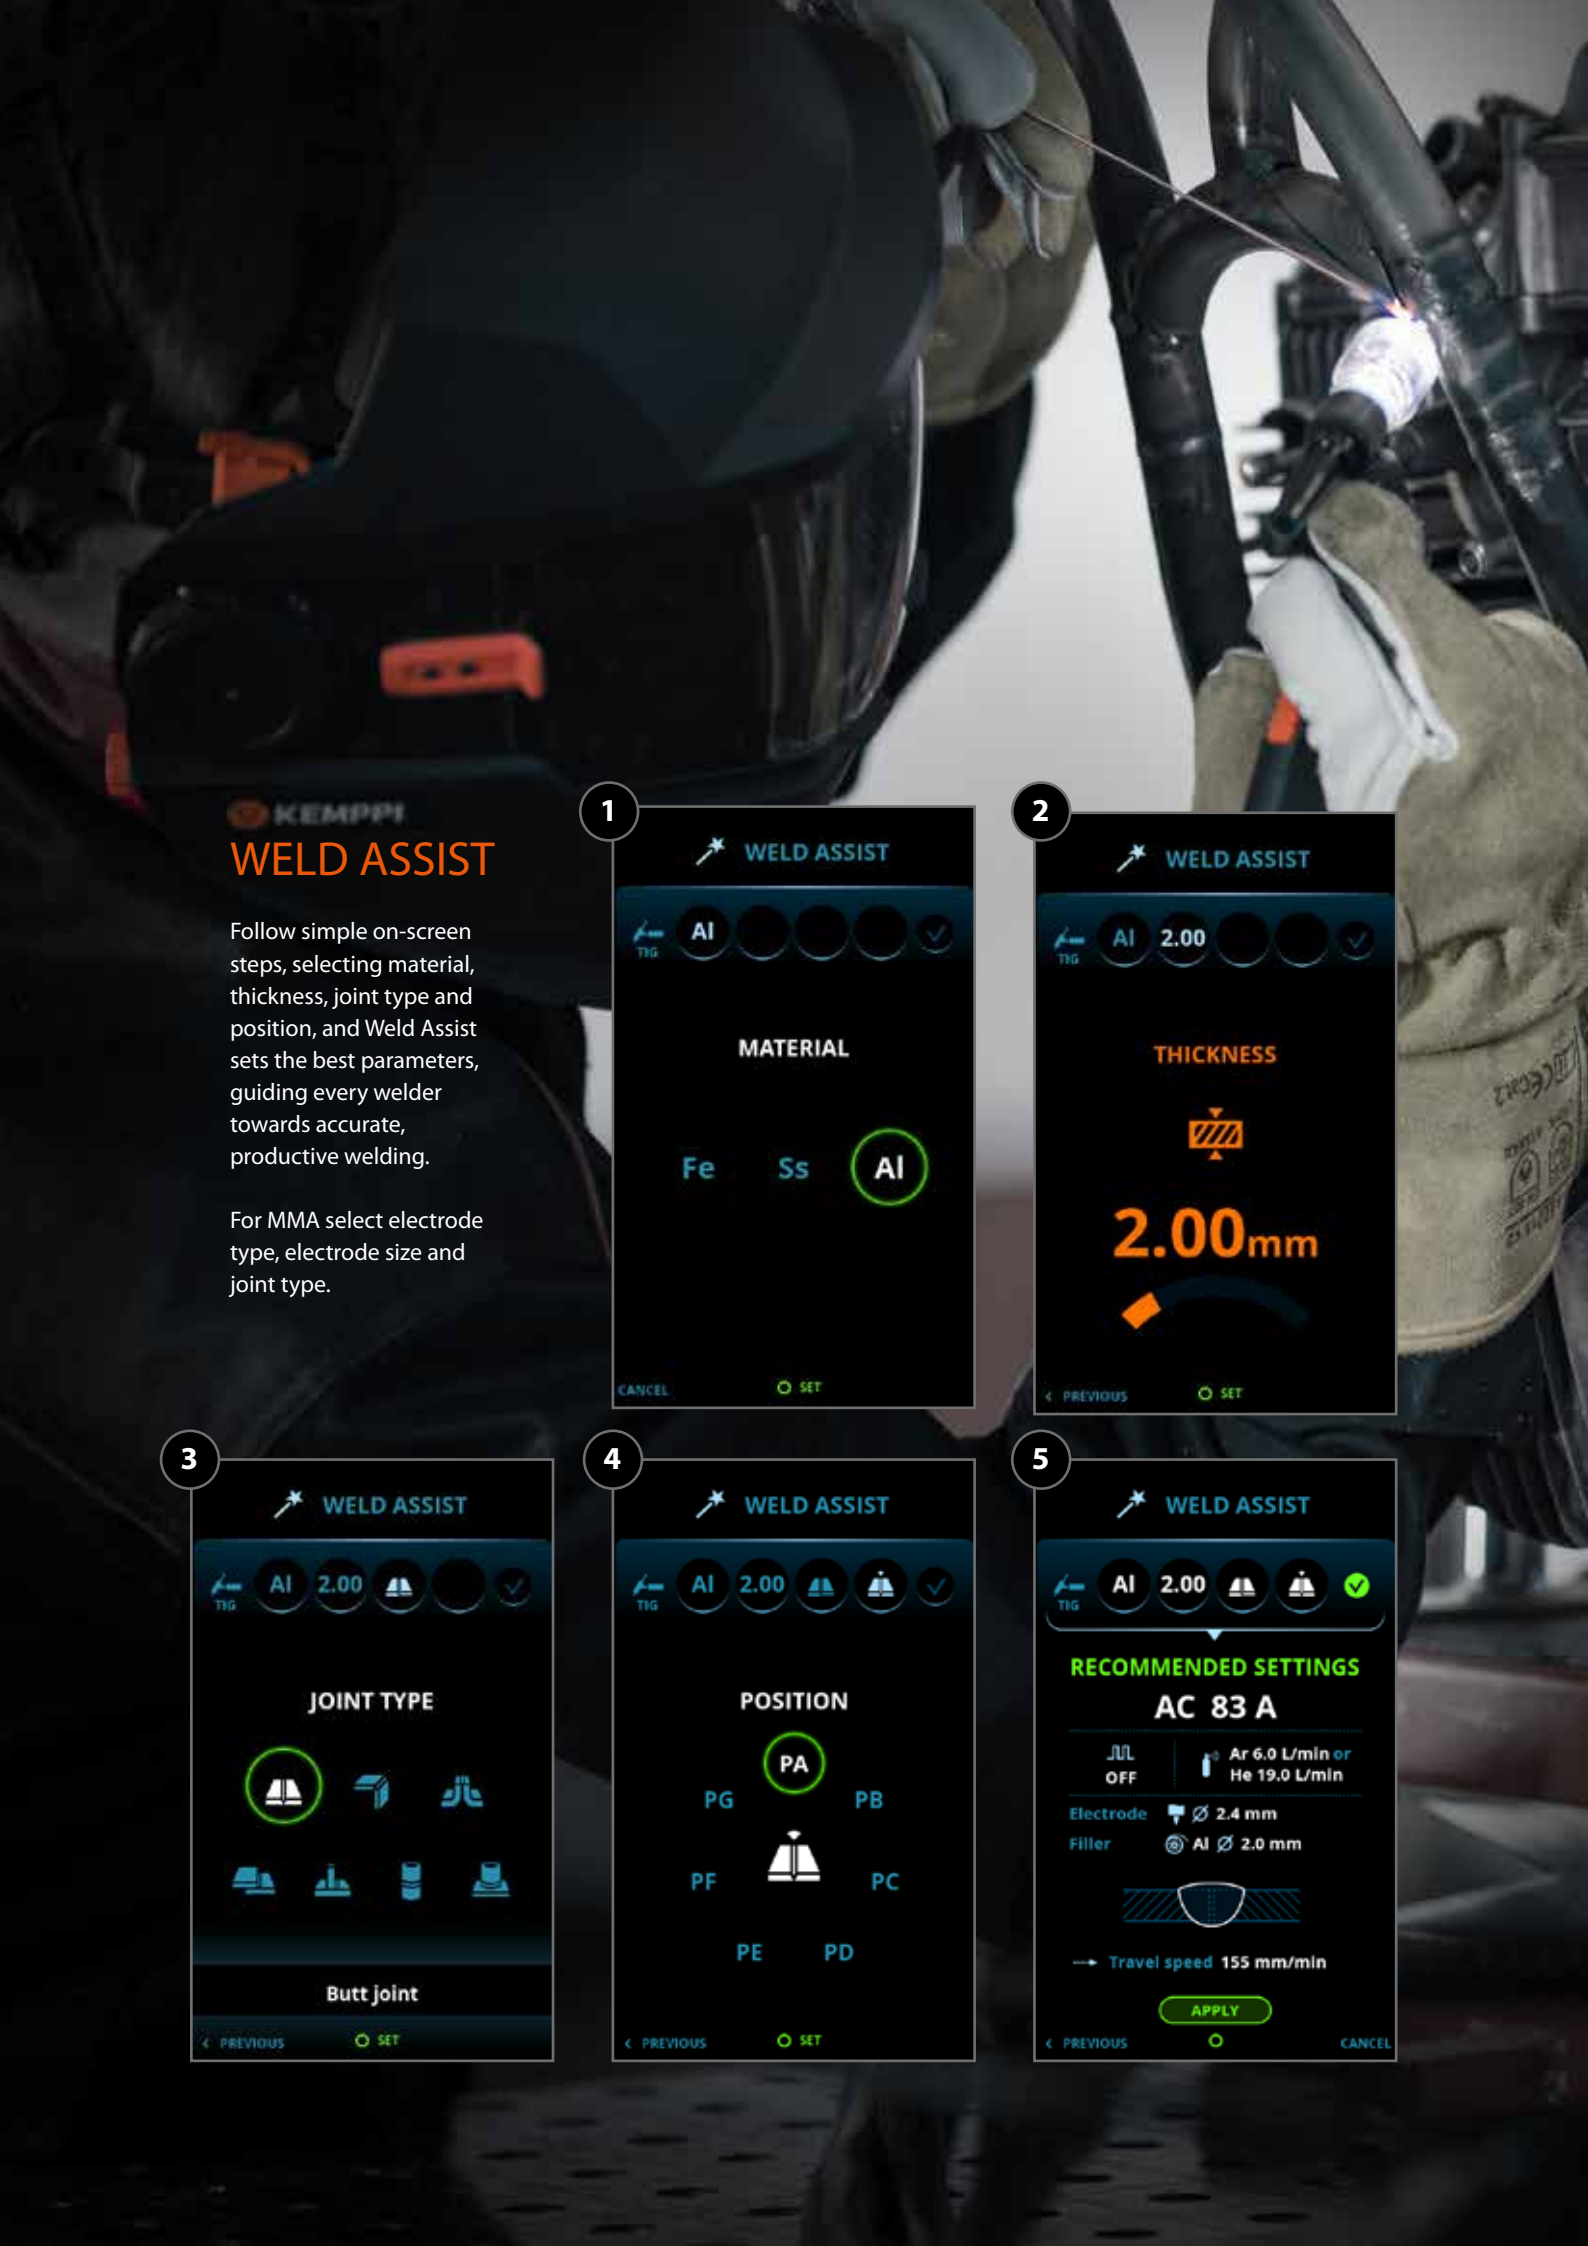 KEMPPI
WELD ASSIST
Follow simple on-screen
steps, selecting material,
thickness, joint type and
position, and Weld Assist
sets the best parameters,
guiding every welder
towards accurate,
productive welding.
For MMA select electrode
type, electrode size and
joint type.
1
WELD ASSIST
TIG Al
MATERIAL
Fe Ss Al
CANCEL SET
2
WELD ASSIST
TIG Al 2.00
THICKNESS
2.00mm
< PREVIOUS SET
3
WELD ASSIST
TIG Al 2.00
JOINT TYPE
Butt joint
< PREVIOUS SET
4
WELD ASSIST
TIG Al 2.00
POSITION
PA
PG PB
PF PC
PE PD
< PREVIOUS SET
5
WELD ASSIST
TIG Al 2.00
RECOMMENDED SETTINGS
AC 83 A
OFF
Ar 6.0 L/min or
He 19.0 L/min
Electrode Ø 2.4 mm
Filler Al Ø 2.0 mm
Travel speed 155 mm/min
APPLY
< PREVIOUS CANCEL